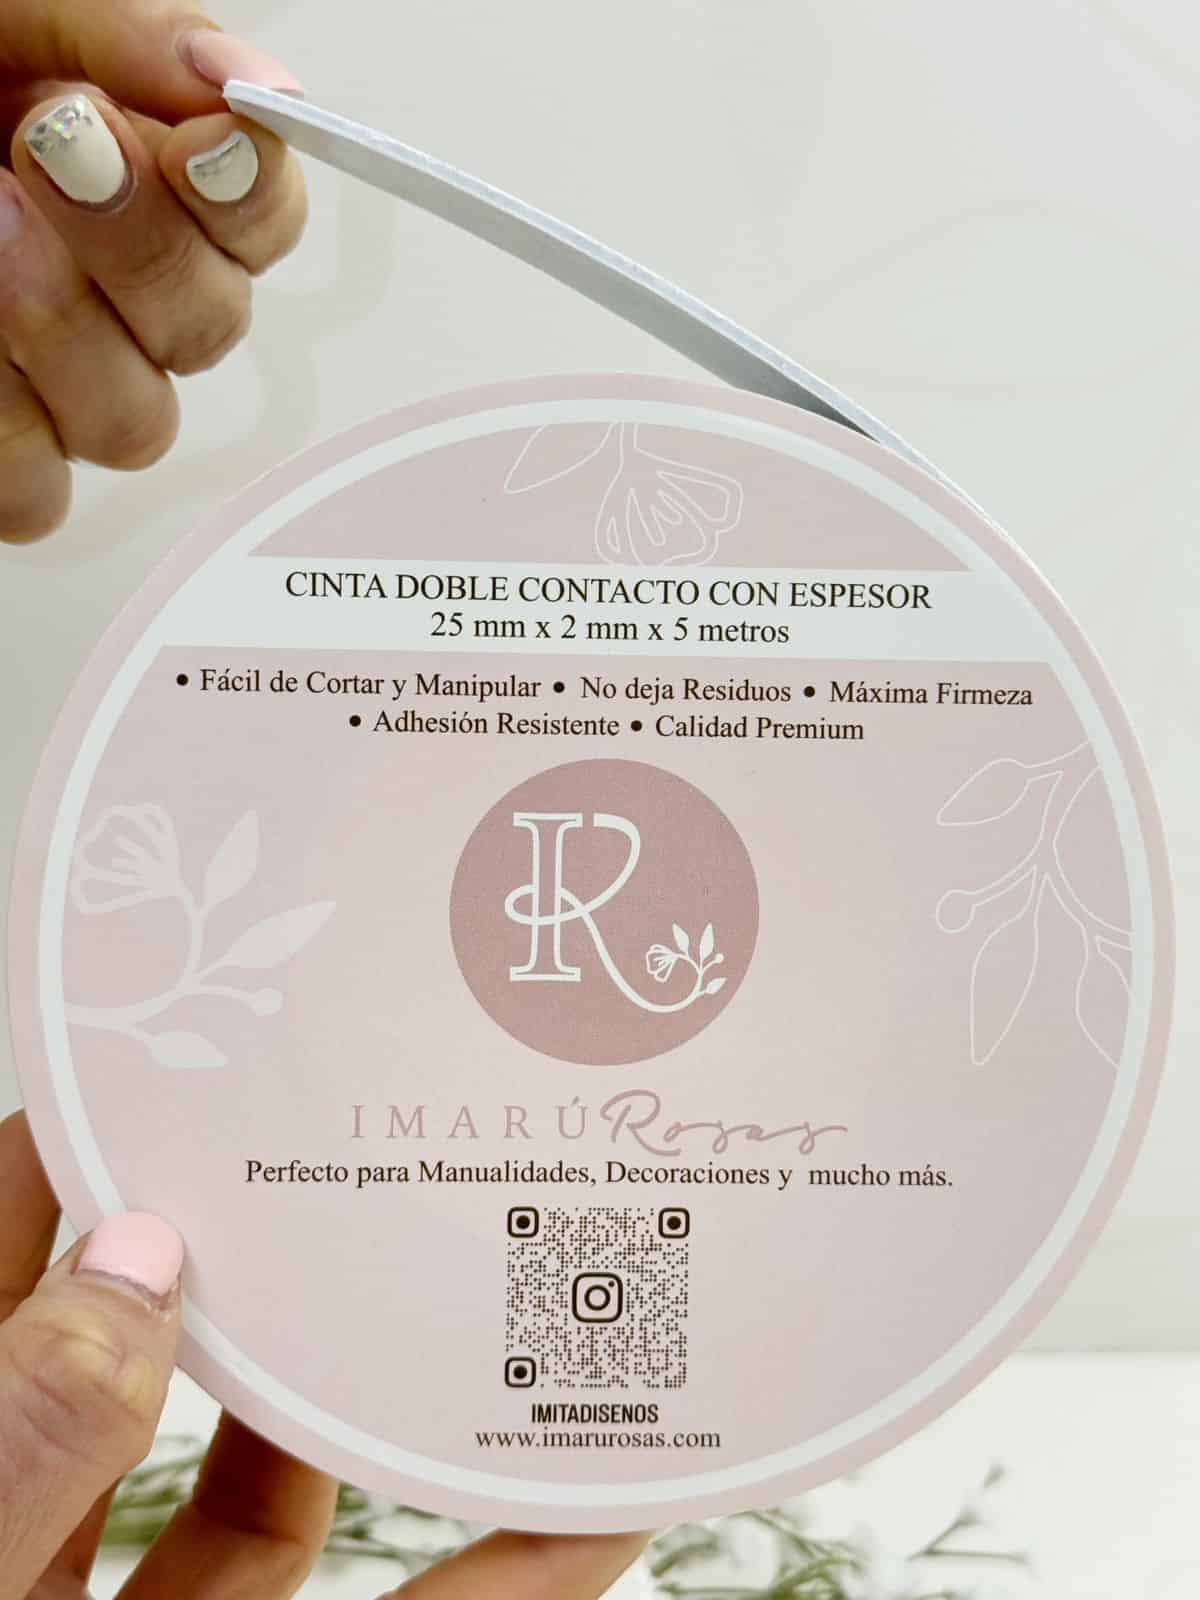 CINTA DOBLE CONTACTO CON ESPESOR
25 mm x 2 mm x 5 metros
• Fácil de Cortar y Manipular • No deja Residuos • Máxima Firmeza
• Adhesión Resistente • Calidad Premium
IR
IMARÚ Rosas
Perfecto para Manualidades, Decoraciones y mucho más.
IMITADISENOS
www.imarurosas.com